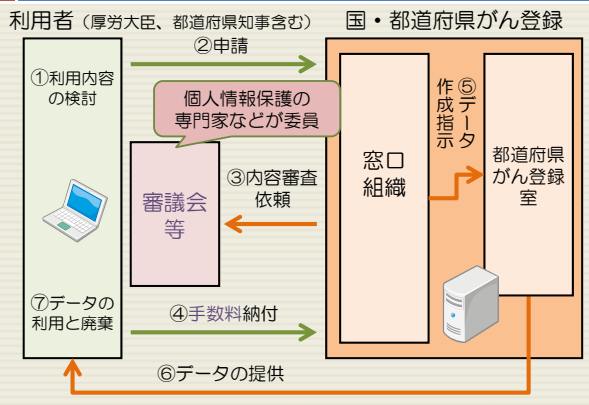 利用者（厚労大臣、都道府県知事含む）
国・都道府県がん登録
②申請
①利用内容
の検討
個人情報保護の
専門家などが委員
審議会
等
③内容審査
依頼
窓口
組織
⑤データ
作成指示
都道府県
がん登録
室
⑦データの
利用と廃棄
④手数料納付
⑥データの提供